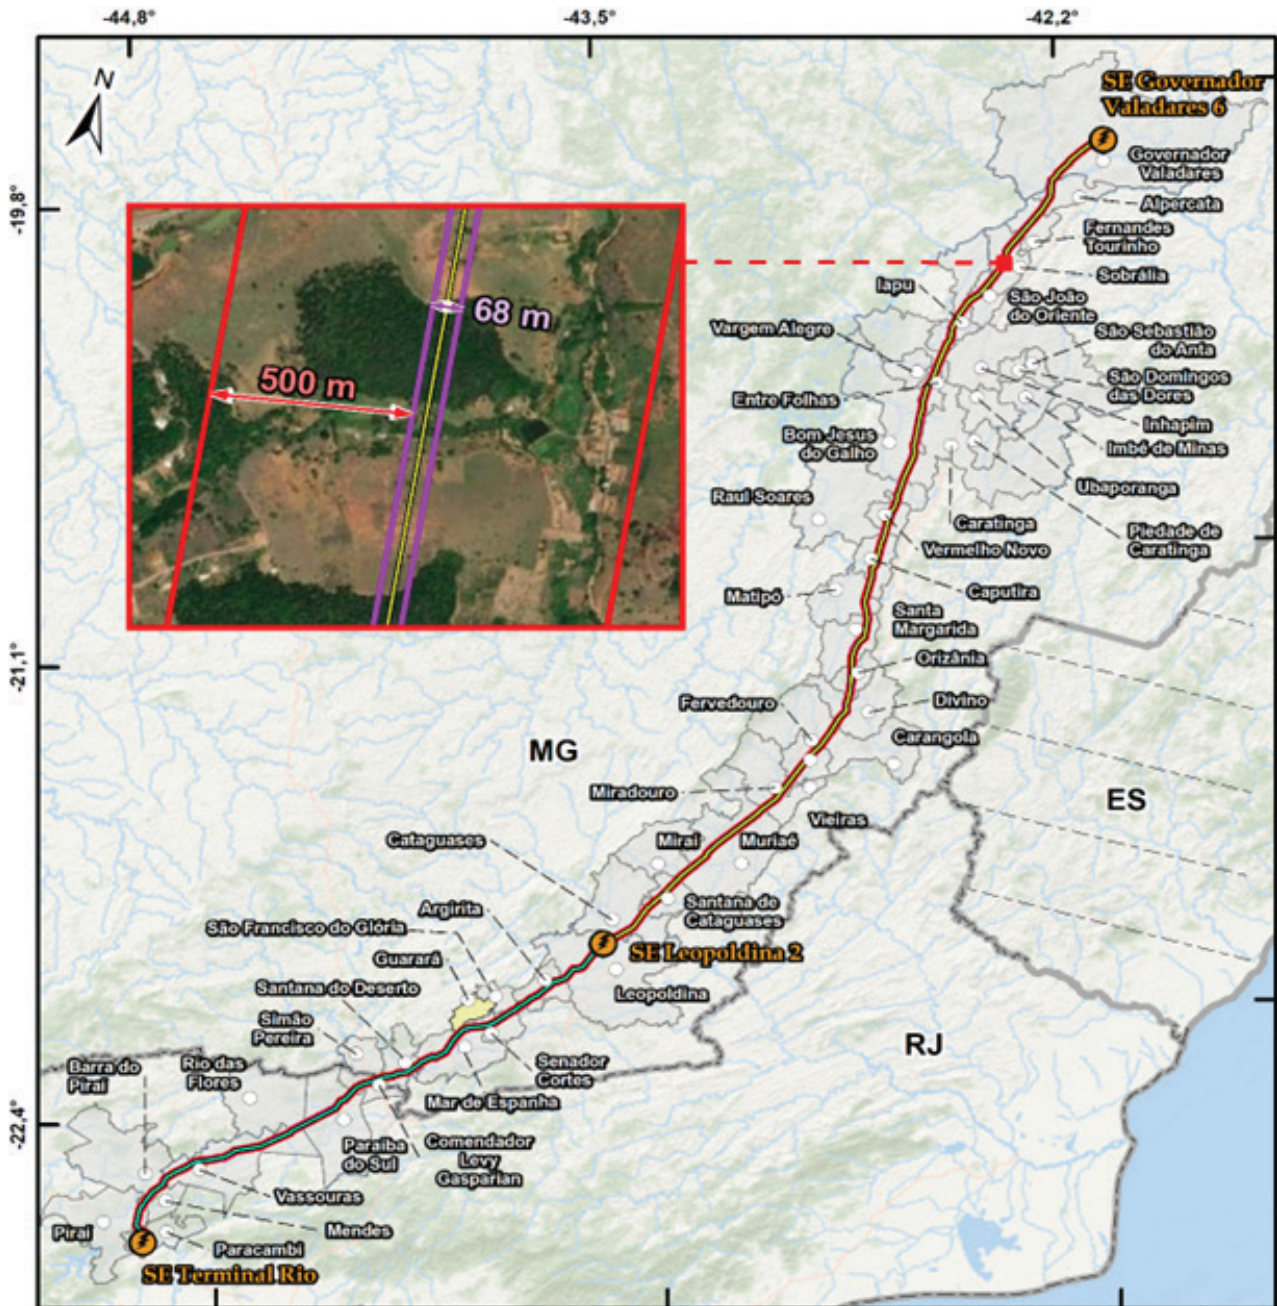 -44,8°
-43,5°
-42,2°
N
SE Governador
Valadares 6
Governador
Valadares
-19,8°
Alpercata
Fernandes
Tourinho
Sobrália
Iapu
São João
do Oriente
68 m
Vargem Alegre
São Sebastião
do Anta
500 m
São Domingos
das Dores
Entre Folhas
Inhapim
Bom Jesus
do Galho
Imbé de Minas
Ubaporanga
Raul Soares
Caratinga
Piedade de
Caratinga
Vermelho Novo
Matipó
Caputira
Santa
Margarida
-21,1°
Orizânia
Fervedouro
Divino
Carangola
MG
Miradouro
ES
Vieiras
Cataguases
Miraí
Muriaé
Argirita
Santana de
Cataguases
São Francisco do Glória
SE Leopoldina 2
Guarará
Santana do Deserto
Leopoldina
Simão
Pereira
RJ
Barra do
Piraí
Rio das
Flores
Senador
Cortes
-22,4°
Mar de Espanha
Paraíba
do Sul
Comendador
Levy
Gasparian
Vassouras
Mendes
Piraí
Paracambi
SE Terminal Rio